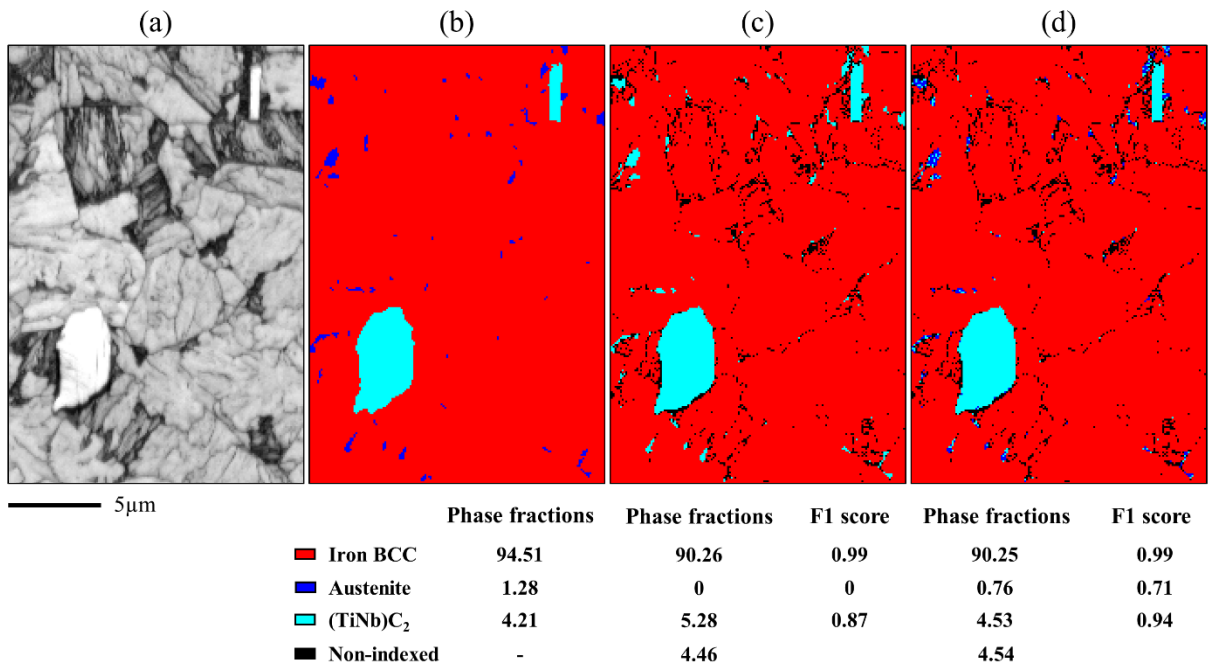 (a) (b) (c) (d)
5µm
Phase fractions Phase fractions F1 score Phase fractions F1 score
Iron BCC 94.51 90.26 0.99 90.25 0.99
Austenite 1.28 0 0 0.76 0.71
(TiNb)C₂ 4.21 5.28 0.87 4.53 0.94
Non-indexed - 4.46 4.54